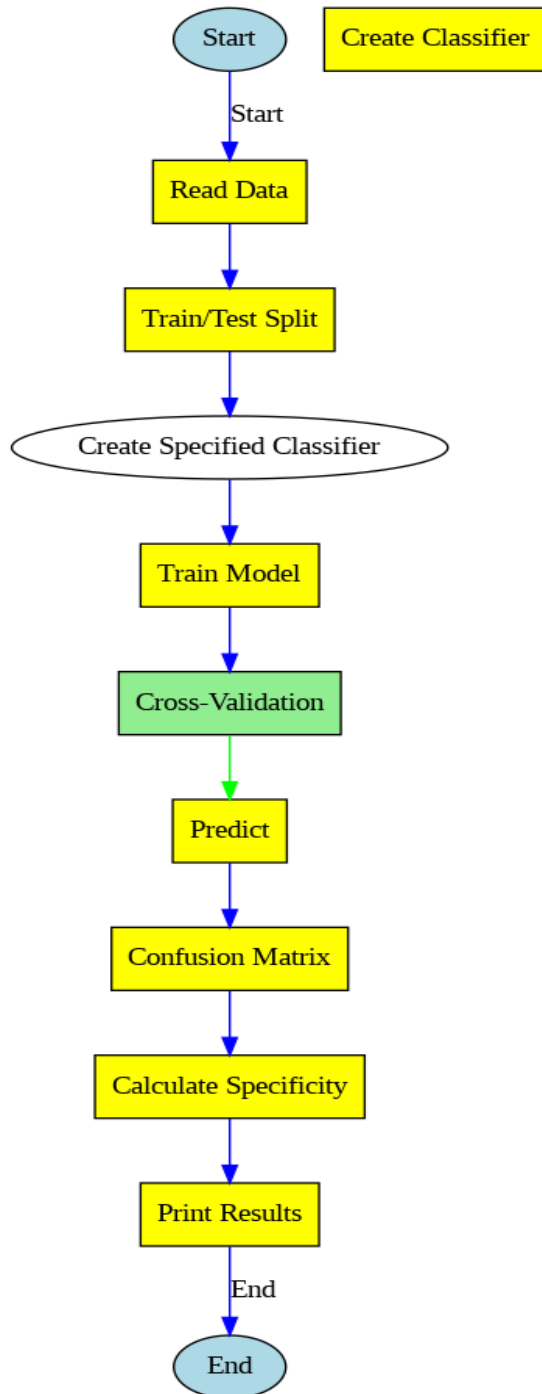 Start
Create Classifier
Start
Read Data
Train/Test Split
Create Specified Classifier
Train Model
Cross-Validation
Predict
Confusion Matrix
Calculate Specificity
Print Results
End
End